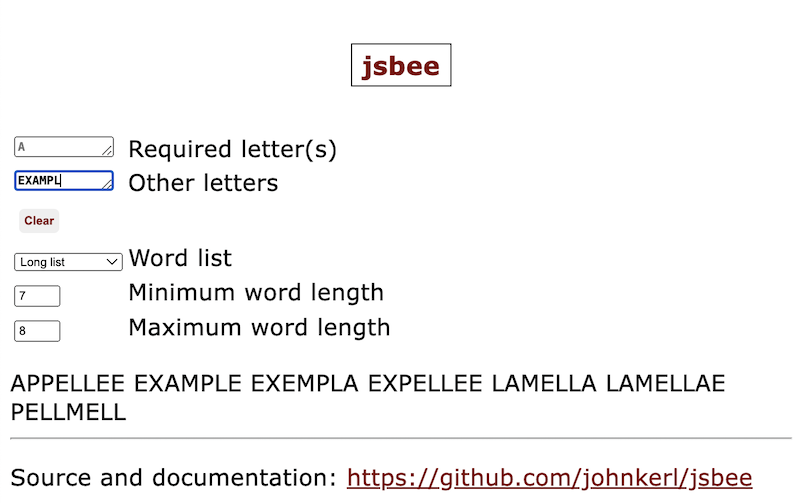 jsbee
A Required letter(s)
EXAMPL Other letters
Clear
Long list Word list
7 Minimum word length
8 Maximum word length
APPELLEE EXAMPLE EXEMPLA EXPELLEE LAMELLA LAMELLAE
PELLMELL
Source and documentation: https://github.com/johnkerl/jsbee